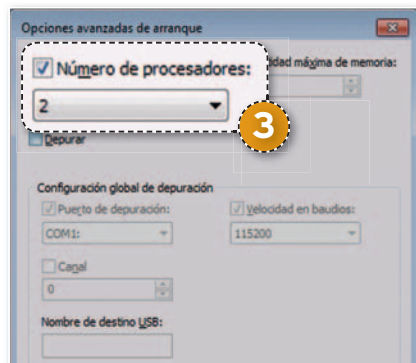 Opciones avanzadas de arranque
Número de procesadores:
máxima de memoria:
2
3
Depurar
Configuración global de depuración
Puerto de depuración:
Velocidad en baudios:
COM1:
115200
Canal
0
Nombre de destino USB: